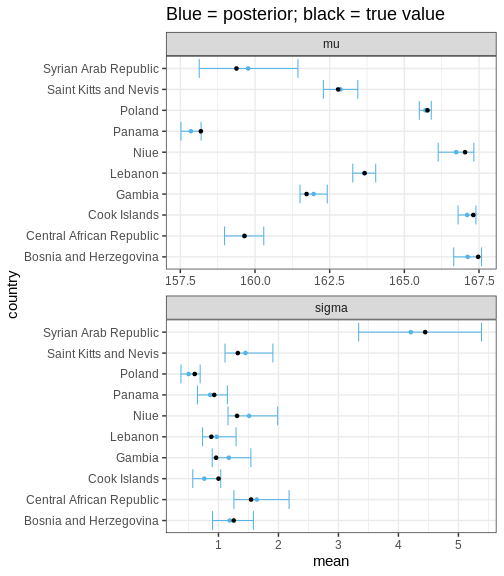 Blue = posterior; black = true value
mu
Syrian Arab Republic
Saint Kitts and Nevis
Poland
Panama
Niue
Lebanon
Gambia
Cook Islands
Central African Republic
Bosnia and Herzegovina
157.5 160.0 162.5 165.0 167.5
country
sigma
Syrian Arab Republic
Saint Kitts and Nevis
Poland
Panama
Niue
Lebanon
Gambia
Cook Islands
Central African Republic
Bosnia and Herzegovina
1 2 3 4 5
mean